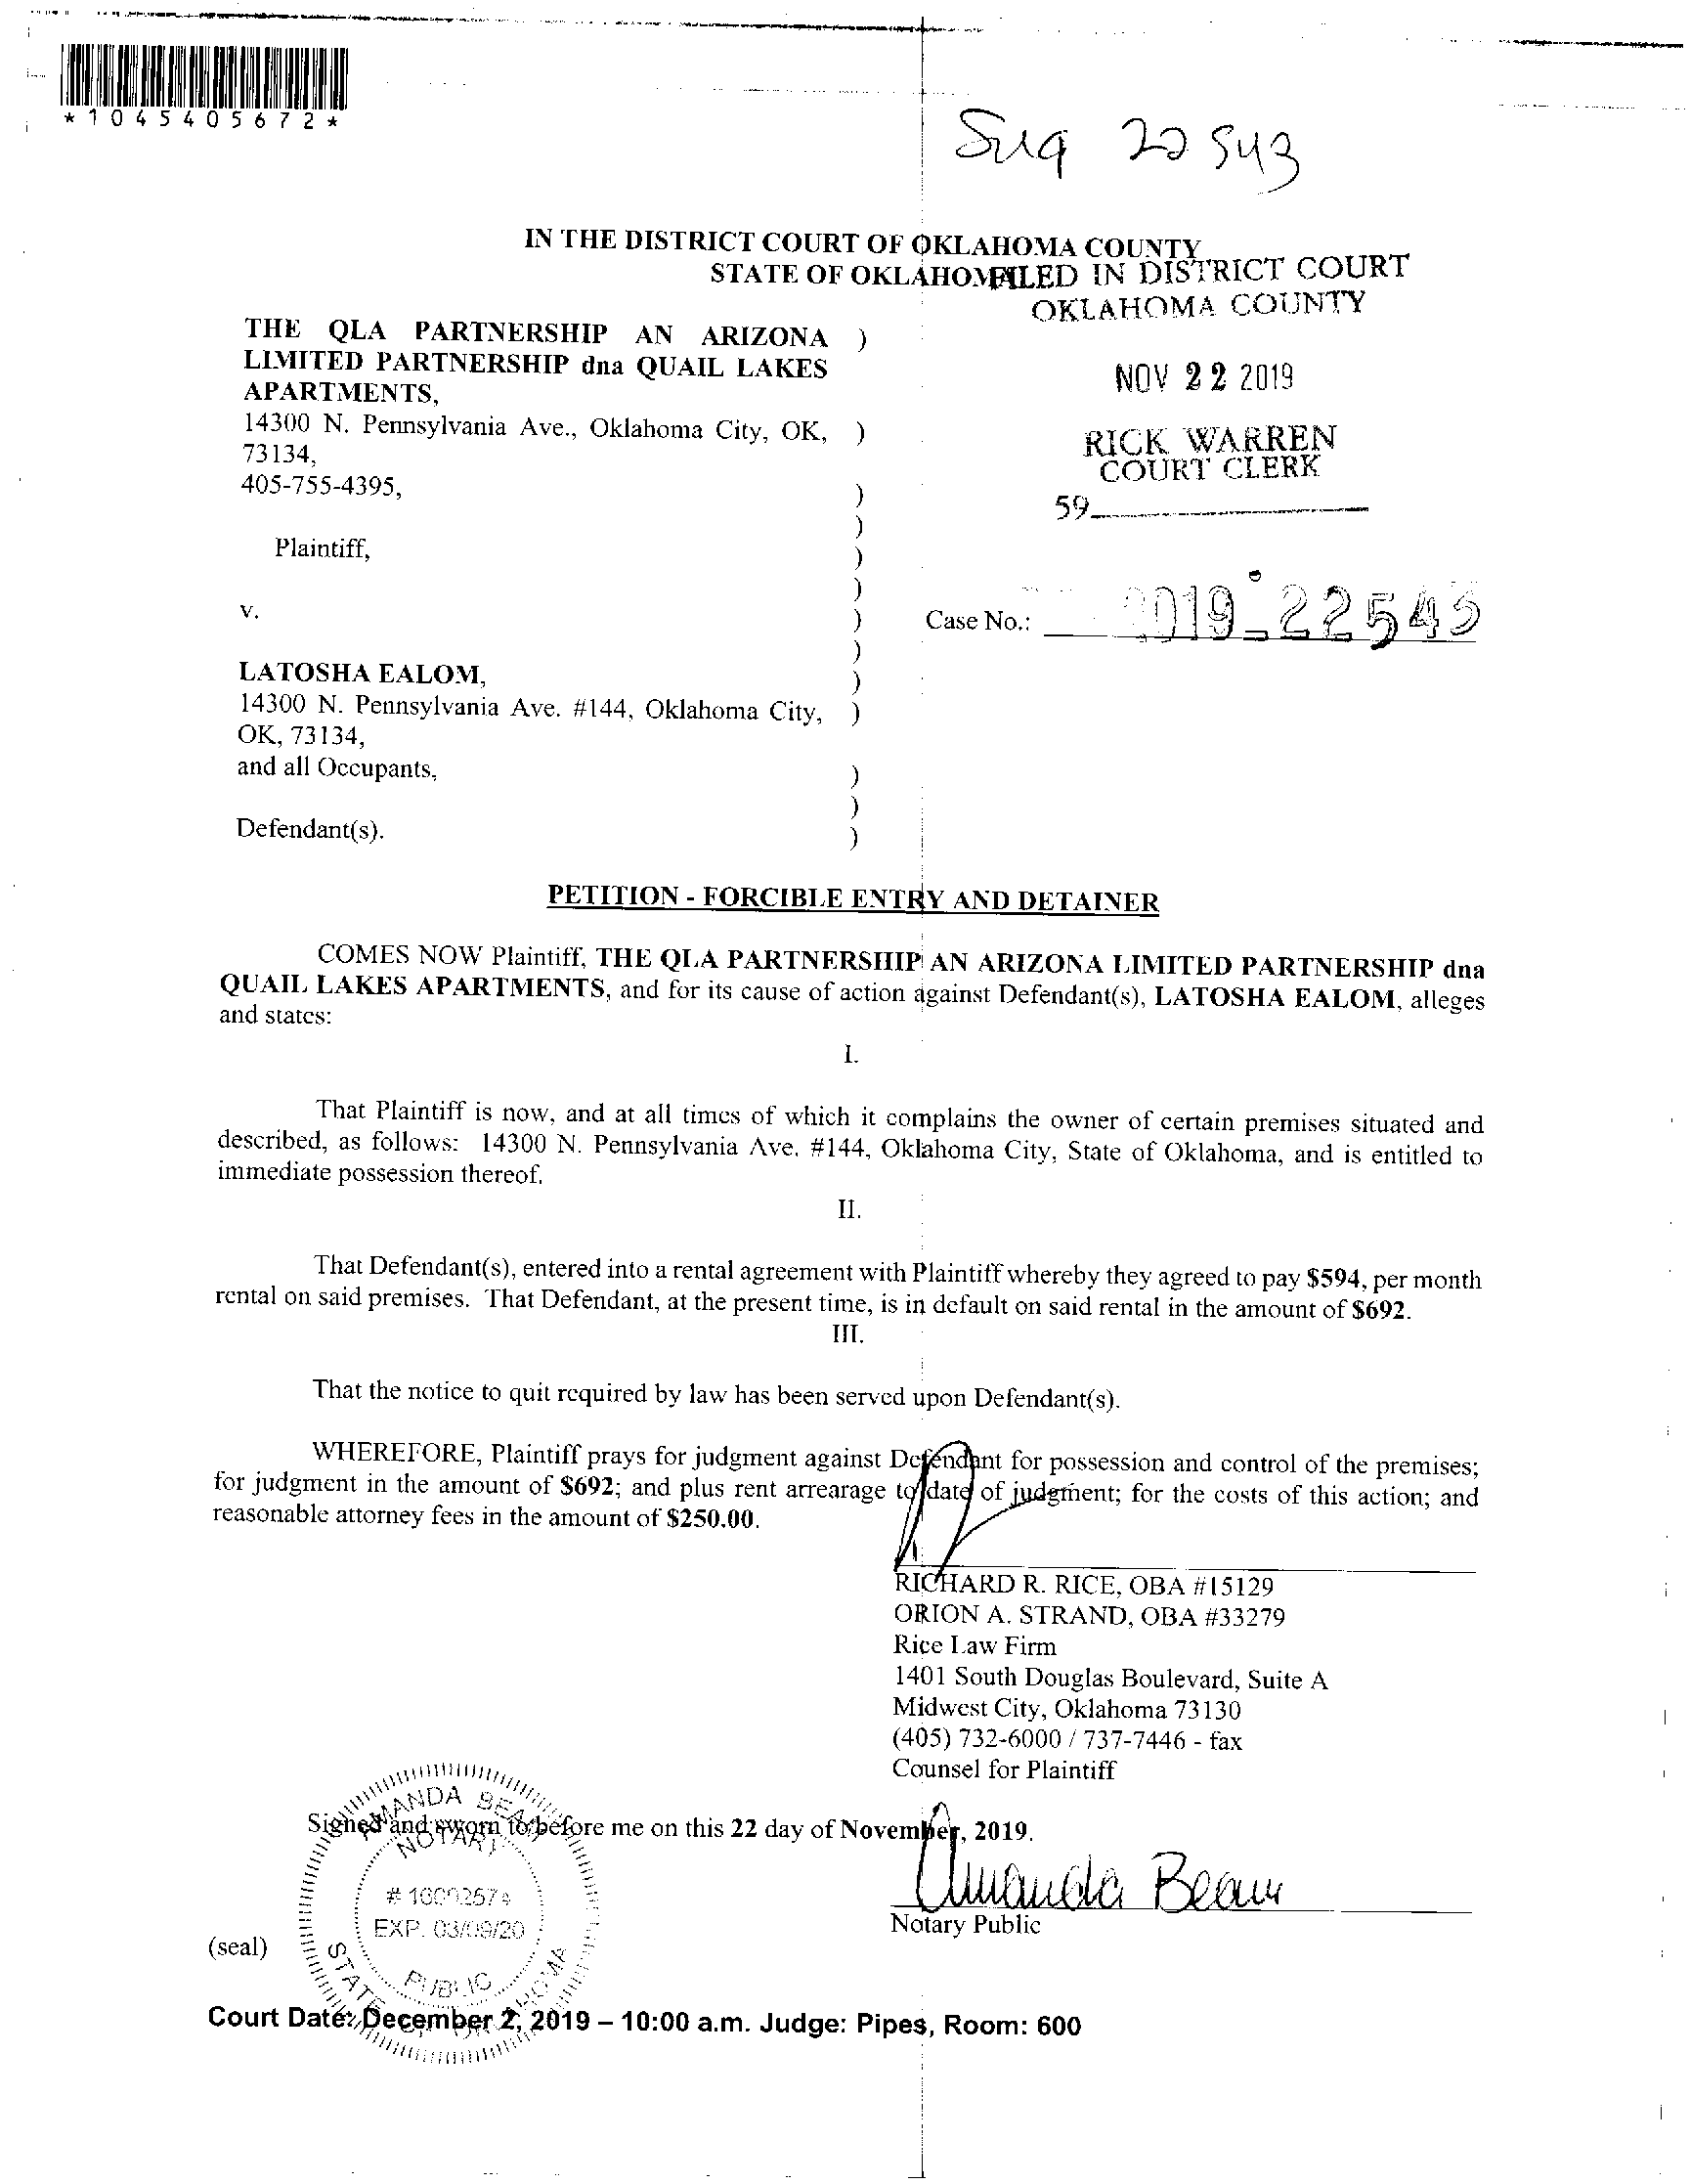 *1045405672*
22543
IN THE DISTRICT COURT OF OKLAHOMA COUNTY
STATE OF OKLAHOMA
FILED IN DISTRICT COURT
OKLAHOMA COUNTY
NOV 22 2019
RICK WARREN
COURT CLERK
59
THE QLA PARTNERSHIP AN ARIZONA )
LIMITED PARTNERSHIP dna QUAIL LAKES
APARTMENTS,
14300 N. Pennsylvania Ave., Oklahoma City, OK, )
73134,
405-755-4395, )
)
Plaintiff, )
)
v. )
Case No.: 2019-22543
)
LATOSHA EALOM, )
14300 N. Pennsylvania Ave. #144, Oklahoma City, )
OK, 73134,
and all Occupants, )
)
Defendant(s). )
PETITION - FORCIBLE ENTRY AND DETAINER
COMES NOW Plaintiff, THE QLA PARTNERSHIP AN ARIZONA LIMITED PARTNERSHIP dna
QUAIL LAKES APARTMENTS, and for its cause of action against Defendant(s), LATOSHA EALOM, alleges
and states:
I.
That Plaintiff is now, and at all times of which it complains the owner of certain premises situated and
described, as follows: 14300 N. Pennsylvania Ave. #144, Oklahoma City, State of Oklahoma, and is entitled to
immediate possession thereof.
II.
That Defendant(s), entered into a rental agreement with Plaintiff whereby they agreed to pay $594, per month
rental on said premises. That Defendant, at the present time, is in default on said rental in the amount of $692.
III.
That the notice to quit required by law has been served upon Defendant(s).
WHEREFORE, Plaintiff prays for judgment against Defendant for possession and control of the premises;
for judgment in the amount of $692; and plus rent arrearage to date of judgment; for the costs of this action; and
reasonable attorney fees in the amount of $250.00.
RICHARD R. RICE, OBA #15129
ORION A. STRAND, OBA #33279
Rice Law Firm
1401 South Douglas Boulevard, Suite A
Midwest City, Oklahoma 73130
(405) 732-6000 / 737-7446 - fax
Counsel for Plaintiff
Signed and sworn to before me on this 22 day of November, 2019.
Amanda Beam
Notary Public
(seal)
AMANDA BEAM
NOTARY
EXP. 03/09/20
PUBLIC
STATE OF OKLAHOMA
Court Date: December 2, 2019 – 10:00 a.m. Judge: Pipes, Room: 600